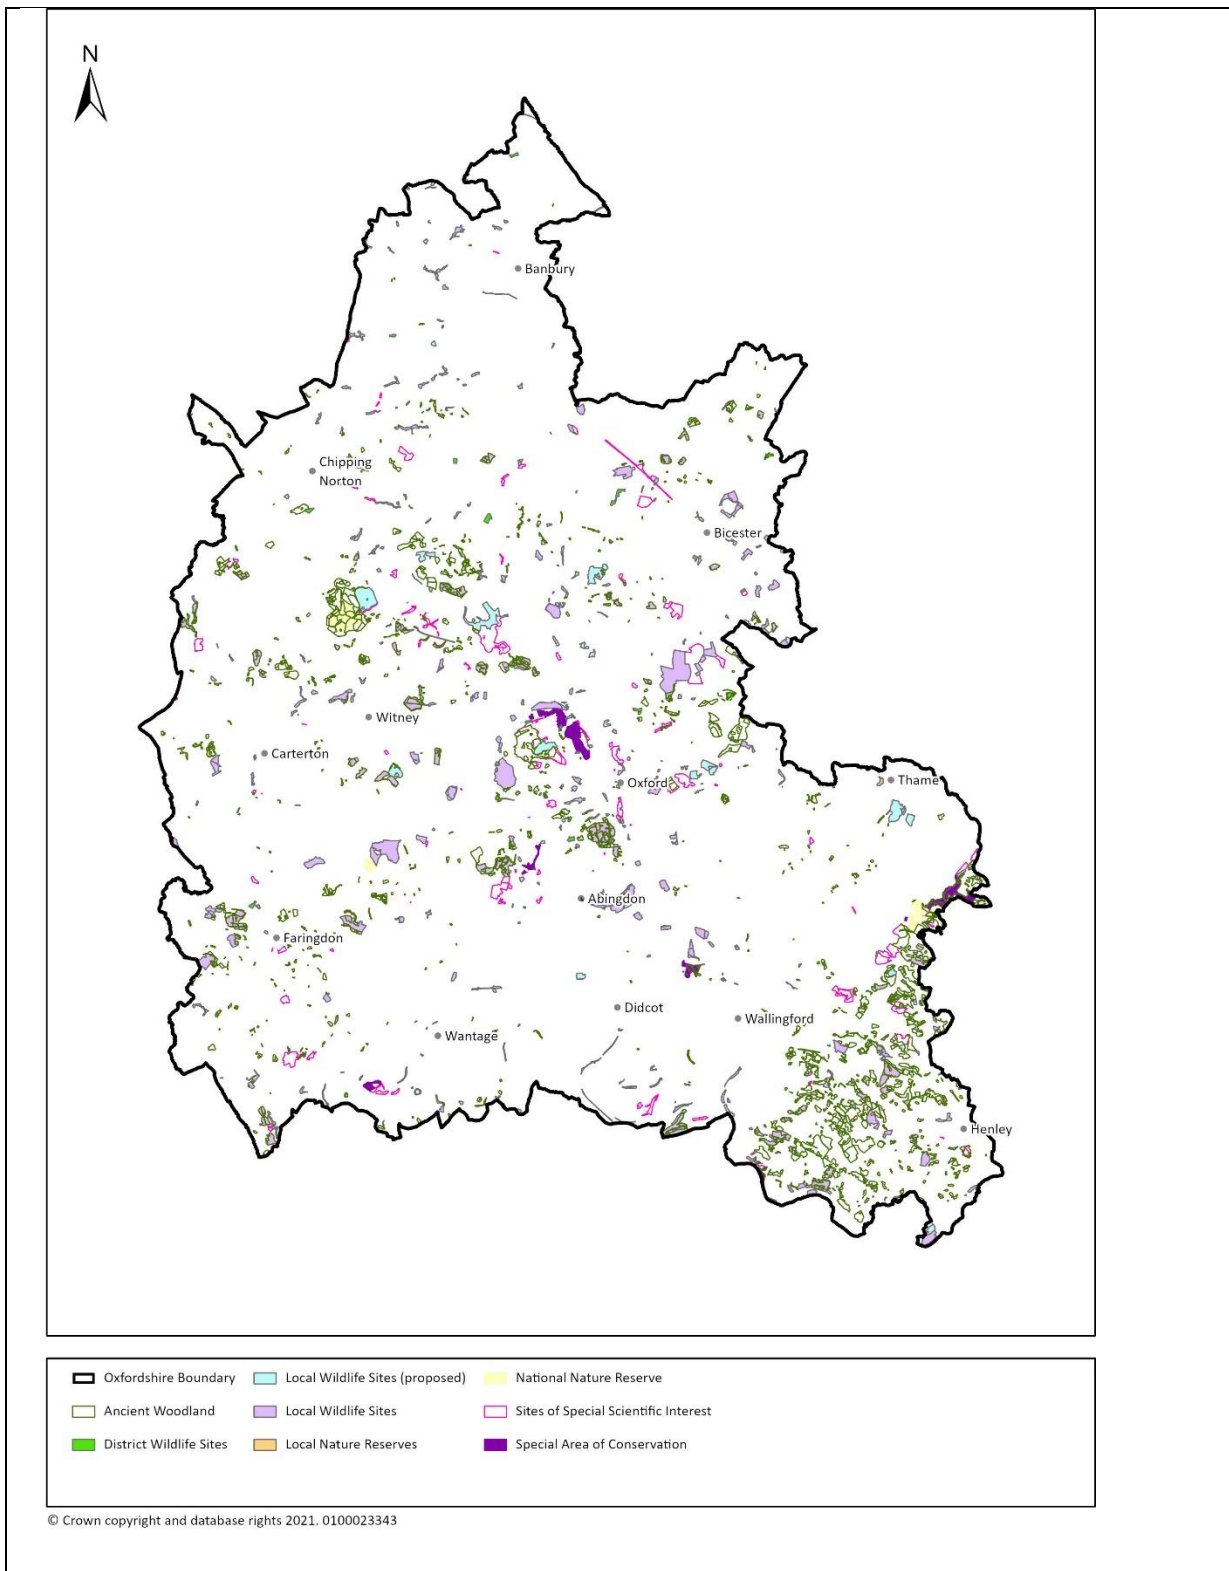 N
Banbury
Chipping
Norton
Bicester
Witney
Carterton
Oxford
Thame
Abingdon
Faringdon
Didcot
Wallingford
Wantage
Henley
Oxfordshire Boundary
Local Wildlife Sites (proposed)
National Nature Reserve
Ancient Woodland
Local Wildlife Sites
Sites of Special Scientific Interest
District Wildlife Sites
Local Nature Reserves
Special Area of Conservation
© Crown copyright and database rights 2021. 0100023343